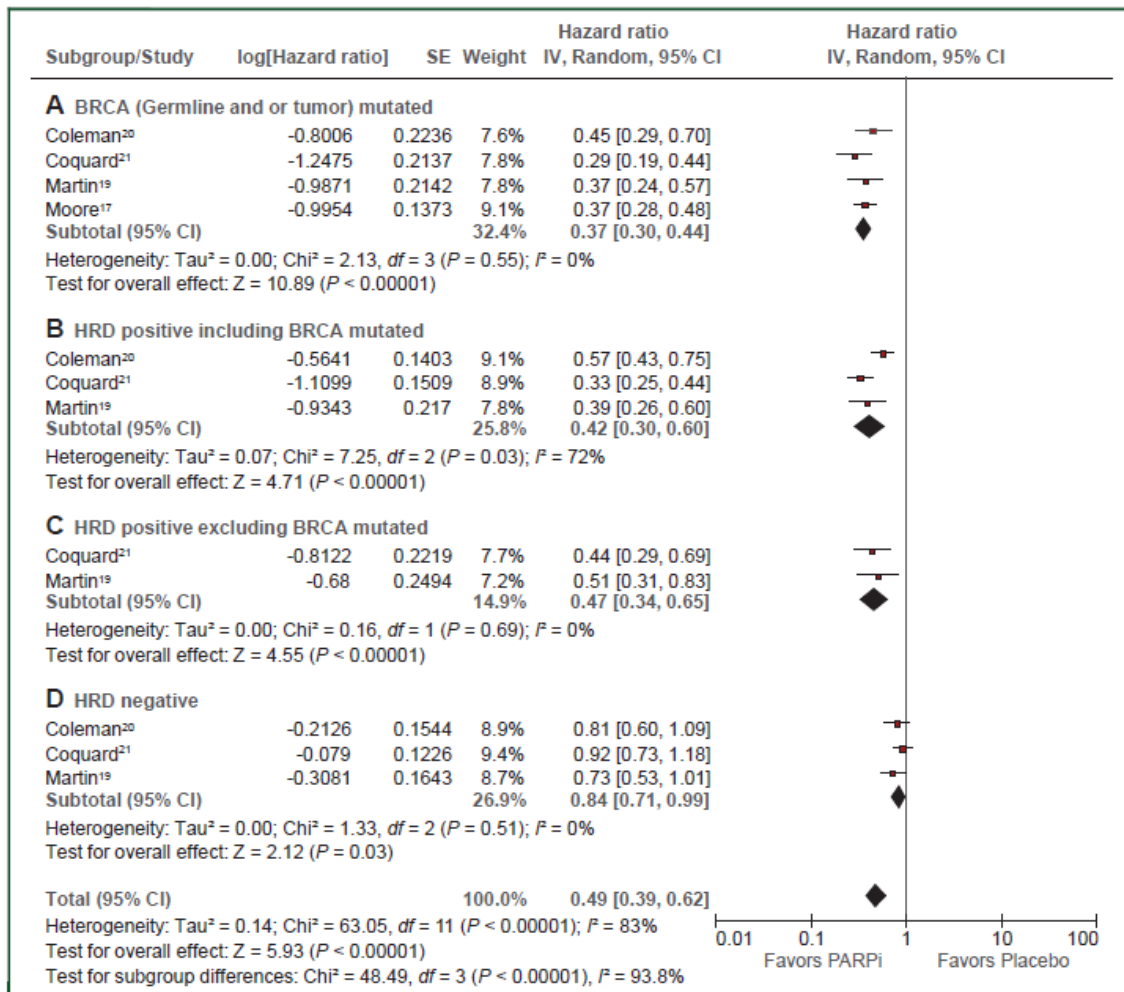 Hazard ratio Hazard ratio
Subgroup/Study log[Hazard ratio] SE Weight IV, Random, 95% CI IV, Random, 95% CI
A BRCA (Germline and or tumor) mutated
Coleman²⁰ -0.8006 0.2236 7.6% 0.45 [0.29, 0.70]
Coquard²¹ -1.2475 0.2137 7.8% 0.29 [0.19, 0.44]
Martin¹⁹ -0.9871 0.2142 7.8% 0.37 [0.24, 0.57]
Moore¹⁷ -0.9954 0.1373 9.1% 0.37 [0.28, 0.48]
Subtotal (95% CI) 32.4% 0.37 [0.30, 0.44]
Heterogeneity: Tau² = 0.00; Chi² = 2.13, df = 3 (P = 0.55); I² = 0%
Test for overall effect: Z = 10.89 (P < 0.00001)
B HRD positive including BRCA mutated
Coleman²⁰ -0.5641 0.1403 9.1% 0.57 [0.43, 0.75]
Coquard²¹ -1.1099 0.1509 8.9% 0.33 [0.25, 0.44]
Martin¹⁹ -0.9343 0.217 7.8% 0.39 [0.26, 0.60]
Subtotal (95% CI) 25.8% 0.42 [0.30, 0.60]
Heterogeneity: Tau² = 0.07; Chi² = 7.25, df = 2 (P = 0.03); I² = 72%
Test for overall effect: Z = 4.71 (P < 0.00001)
C HRD positive excluding BRCA mutated
Coquard²¹ -0.8122 0.2219 7.7% 0.44 [0.29, 0.69]
Martin¹⁹ -0.68 0.2494 7.2% 0.51 [0.31, 0.83]
Subtotal (95% CI) 14.9% 0.47 [0.34, 0.65]
Heterogeneity: Tau² = 0.00; Chi² = 0.16, df = 1 (P = 0.69); I² = 0%
Test for overall effect: Z = 4.55 (P < 0.00001)
D HRD negative
Coleman²⁰ -0.2126 0.1544 8.9% 0.81 [0.60, 1.09]
Coquard²¹ -0.079 0.1226 9.4% 0.92 [0.73, 1.18]
Martin¹⁹ -0.3081 0.1643 8.7% 0.73 [0.53, 1.01]
Subtotal (95% CI) 26.9% 0.84 [0.71, 0.99]
Heterogeneity: Tau² = 0.00; Chi² = 1.33, df = 2 (P = 0.51); I² = 0%
Test for overall effect: Z = 2.12 (P = 0.03)
Total (95% CI) 100.0% 0.49 [0.39, 0.62]
Heterogeneity: Tau² = 0.14; Chi² = 63.05, df = 11 (P < 0.00001); I² = 83%
Test for overall effect: Z = 5.93 (P < 0.00001)
Test for subgroup differences: Chi² = 48.49, df = 3 (P < 0.00001), I² = 93.8%
0.01 0.1 1 10 100
Favors PARPi Favors Placebo